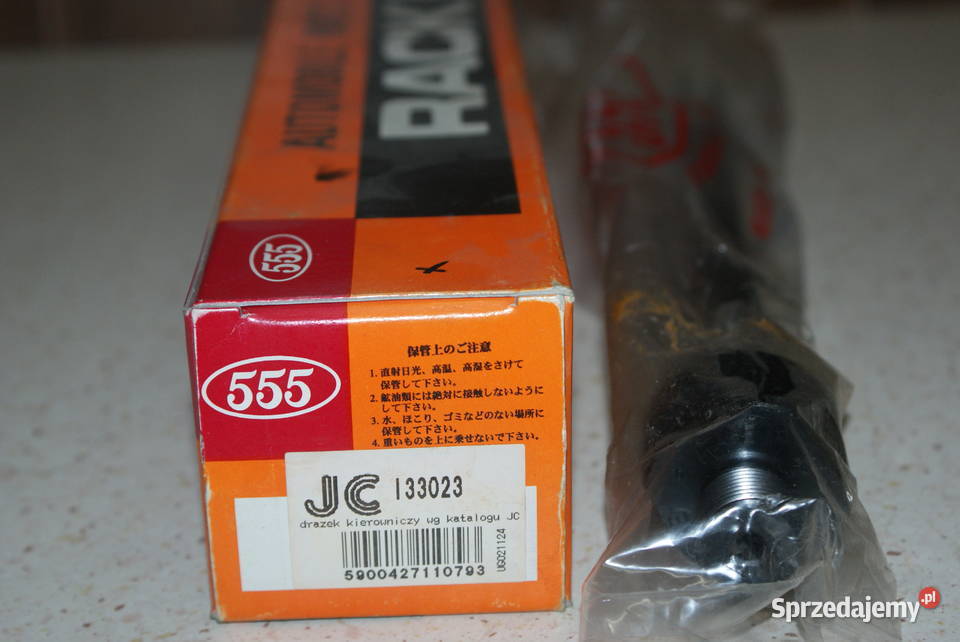 AUTOMOBILE
RACK
555
555
保管上のご注意
1. 直射日光、高温、高湿をさけて
保管して下さい。
2. 鉱油類には絶対に接触しないように
して下さい。
3. 水、ほこり、ゴミなどのない場所に
保管して下さい。
4. 重いものを上に乗せないで下さい。
JC 133023
drazek kierowniczy wg katalogu JC
UG021124
5900427110793
Sprzedajemy.pl